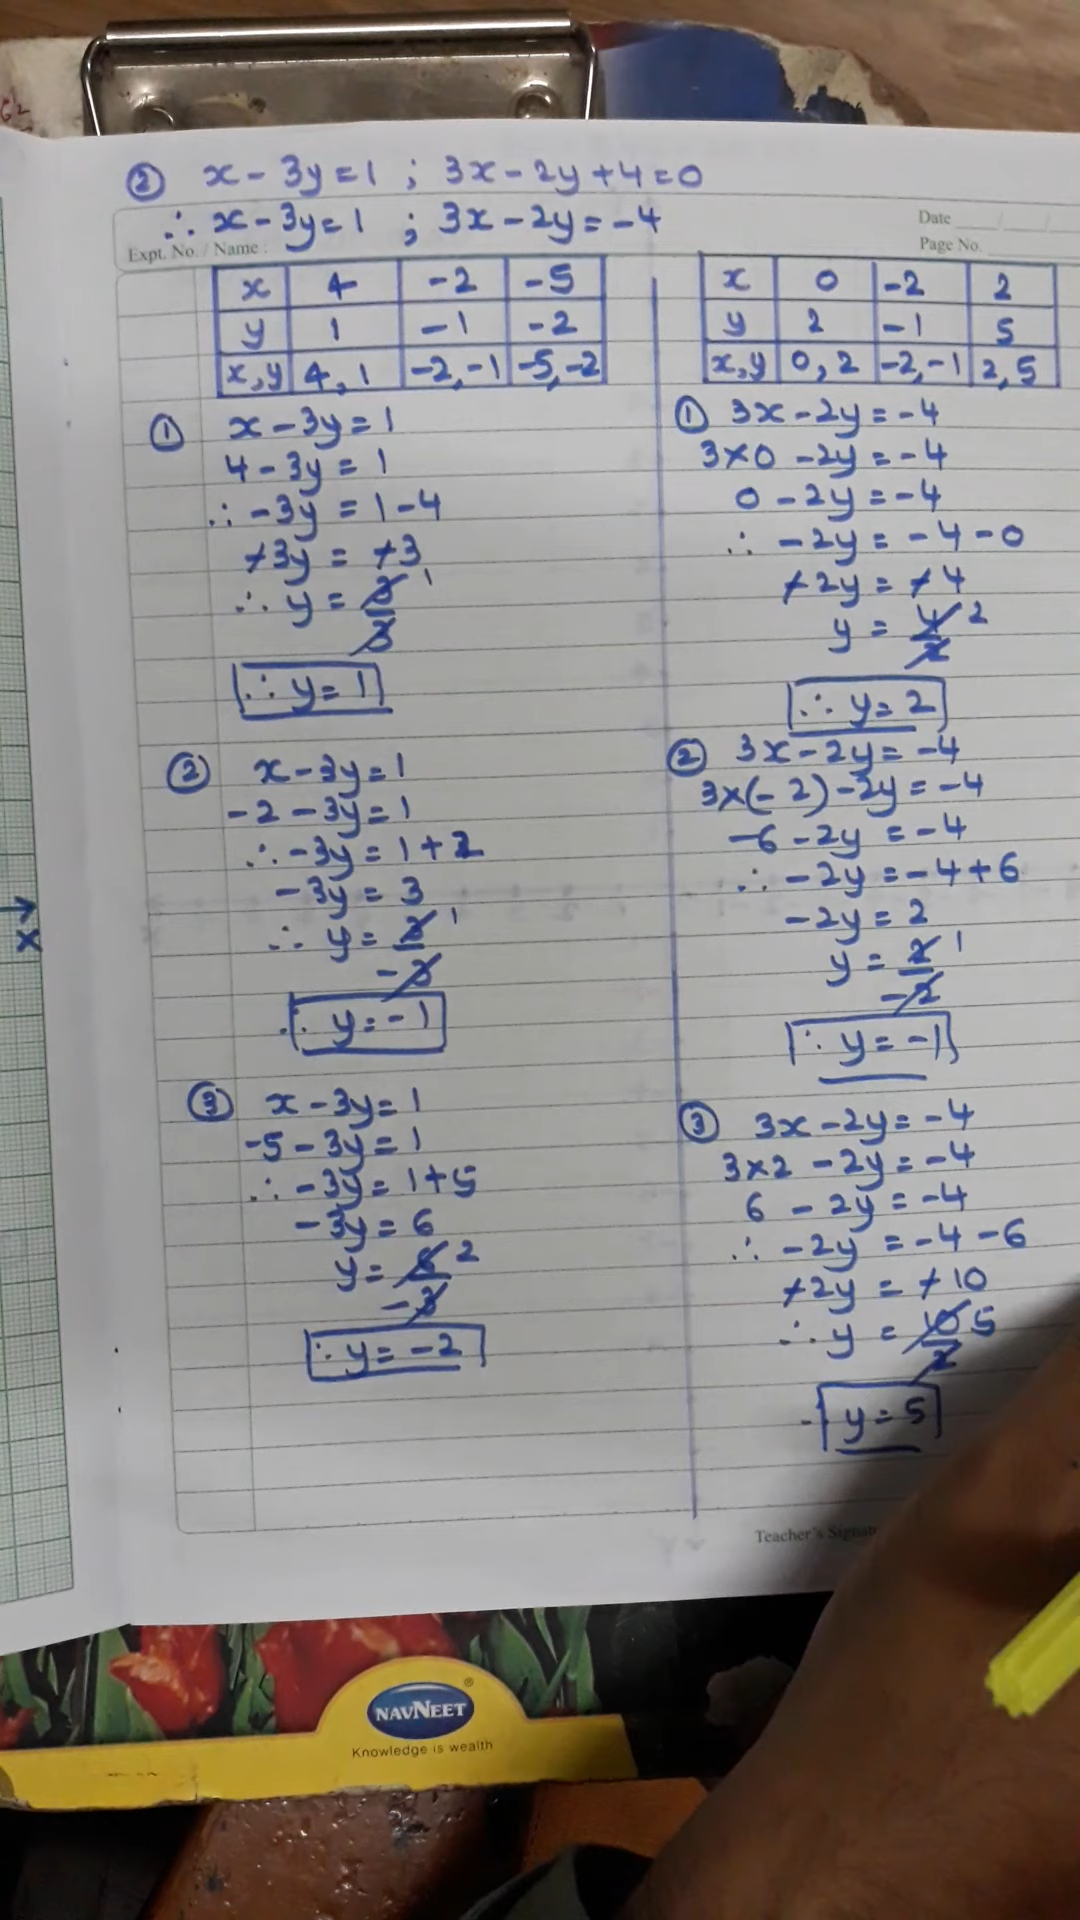 ② x - 3y = 1 ; 3x - 2y + 4 = 0
∴ x - 3y = 1 ; 3x - 2y = -4
Date
Expt. No. / Name :
Page No.
x 4 -2 -5
y 1 -1 -2
x,y 4,1 -2,-1 -5,-2
① x - 3y = 1
4 - 3y = 1
∴ -3y = 1 - 4
+3y = +3
∴ y = 3 1
3
∴ y = 1
② x - 3y = 1
-2 - 3y = 1
∴ -3y = 1 + 2
-3y = 3
∴ y = 3 1
-3
∴ y = -1
③ x - 3y = 1
-5 - 3y = 1
∴ -3y = 1 + 5
-3y = 6
y = 6 2
-3
∴ y = -2
x 0 -2 2
y 2 -1 5
x,y 0,2 -2,-1 2,5
① 3x - 2y = -4
3×0 - 2y = -4
0 - 2y = -4
∴ -2y = -4 - 0
+2y = +4
y = 4 2
2
∴ y = 2
② 3x - 2y = -4
3×(-2) - 2y = -4
-6 - 2y = -4
∴ -2y = -4 + 6
-2y = 2
y = 2 1
-2
∴ y = -1
③ 3x - 2y = -4
3×2 - 2y = -4
6 - 2y = -4
∴ -2y = -4 - 6
+2y = +10
∴ y = 10 5
2
y = 5
X
Teacher's
NAVNEET
®
Knowledge is wealth